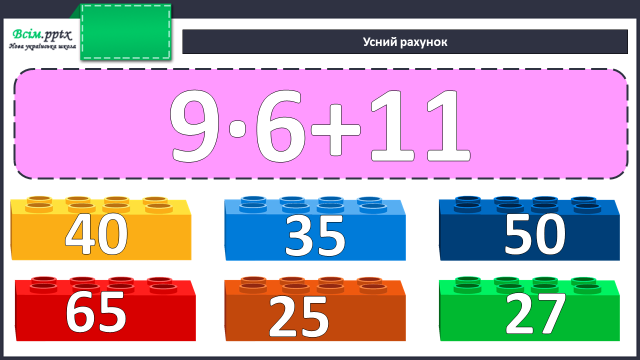 Всім.pptx
Нова українська школа
Усний рахунок
9·6+11
40 35 50
65 25 27